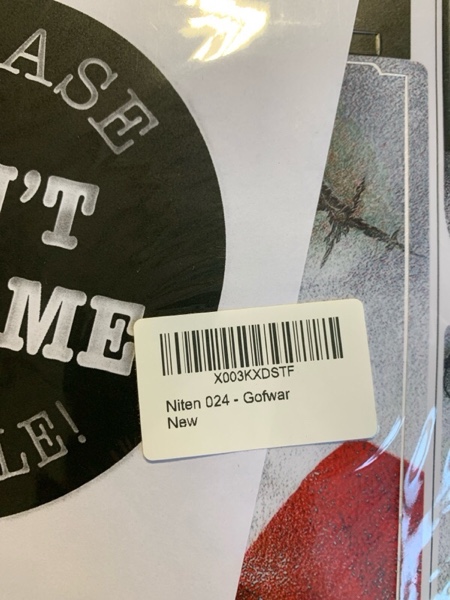 ASE
'T
ME
LE!
X003KXDSTF
Niten 024 - Gofwar
New